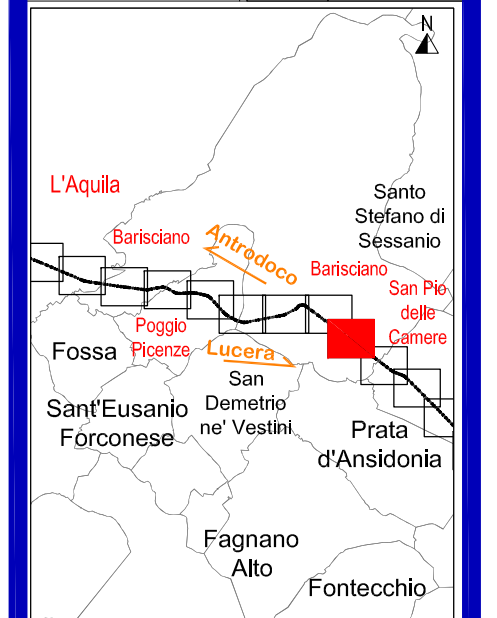 N
L'Aquila
Santo
Stefano di
Sessanio
Barisciano
Antrodoco
Barisciano
San Pio
delle
Camere
Poggio
Picenze
Fossa
Lucera
San
Demetrio
ne' Vestini
Sant'Eusanio
Forconese
Prata
d'Ansidonia
Fagnano
Alto
Fontecchio